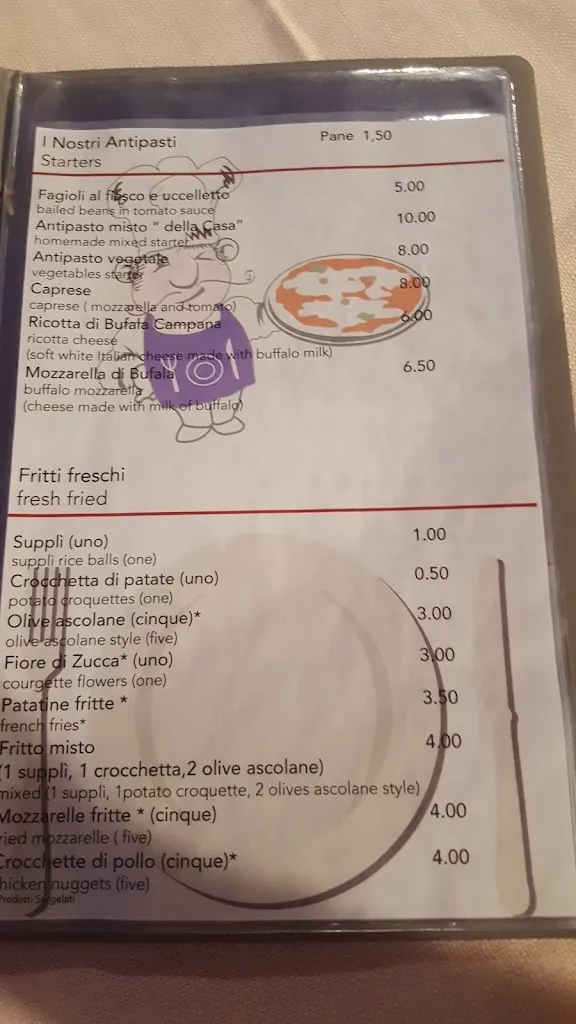 I Nostri Antipasti Pane 1,50
Starters
Fagioli al fiasco e uccelletto 5.00
bailed beans in tomato sauce
Antipasto misto " della Casa" 10.00
homemade mixed starter
Antipasto vegetale 8.00
vegetables starter
Caprese 8.00
caprese ( mozzarella and tomato)
Ricotta di Bufala Campana 6.00
ricotta cheese
(soft white Italian cheese made with buffalo milk)
Mozzarella di Bufala 6.50
buffalo mozzarella
(cheese made with milk of buffalo)
Fritti freschi
fresh fried
Supplì (uno) 1.00
supplì rice balls (one)
Crocchetta di patate (uno) 0.50
potato croquettes (one)
Olive ascolane (cinque)* 3.00
olive ascolane style (five)
Fiore di Zucca* (uno) 3,00
courgette flowers (one)
Patatine fritte * 3.50
french fries*
Fritto misto 4.00
(1 supplì, 1 crocchetta,2 olive ascolane)
mixed (1 supplì, 1potato croquette, 2 olives ascolane style)
Mozzarelle fritte * (cinque) 4.00
ried mozzarelle ( five)
Crocchette di pollo (cinque)* 4.00
hicken nuggets (five)
Prodotti Surgelati